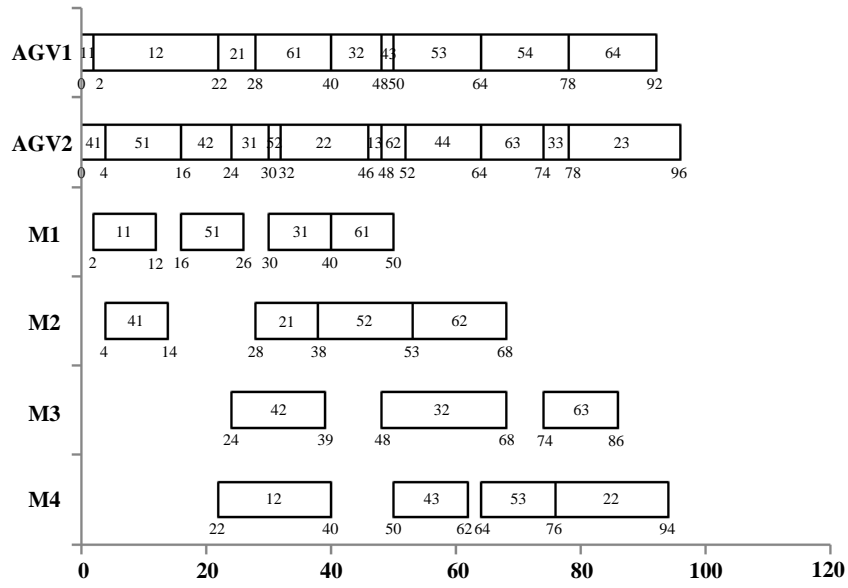 AGV1 11 12 21 61 40 32 43 53 54 64
0 2 22 28 40 48 50 64 78 92
AGV2 41 51 42 31 52 22 13 62 44 63 33 23
0 4 16 24 30 32 46 48 52 64 74 78 96
M1 11 51 31 61
2 12 16 26 30 40 50
M2 41 21 52 62
4 14 28 38 53 68
M3 42 32 63
24 39 48 68 74 86
M4 12 43 53 22
22 40 50 62 64 76 94
0 20 40 60 80 100 120